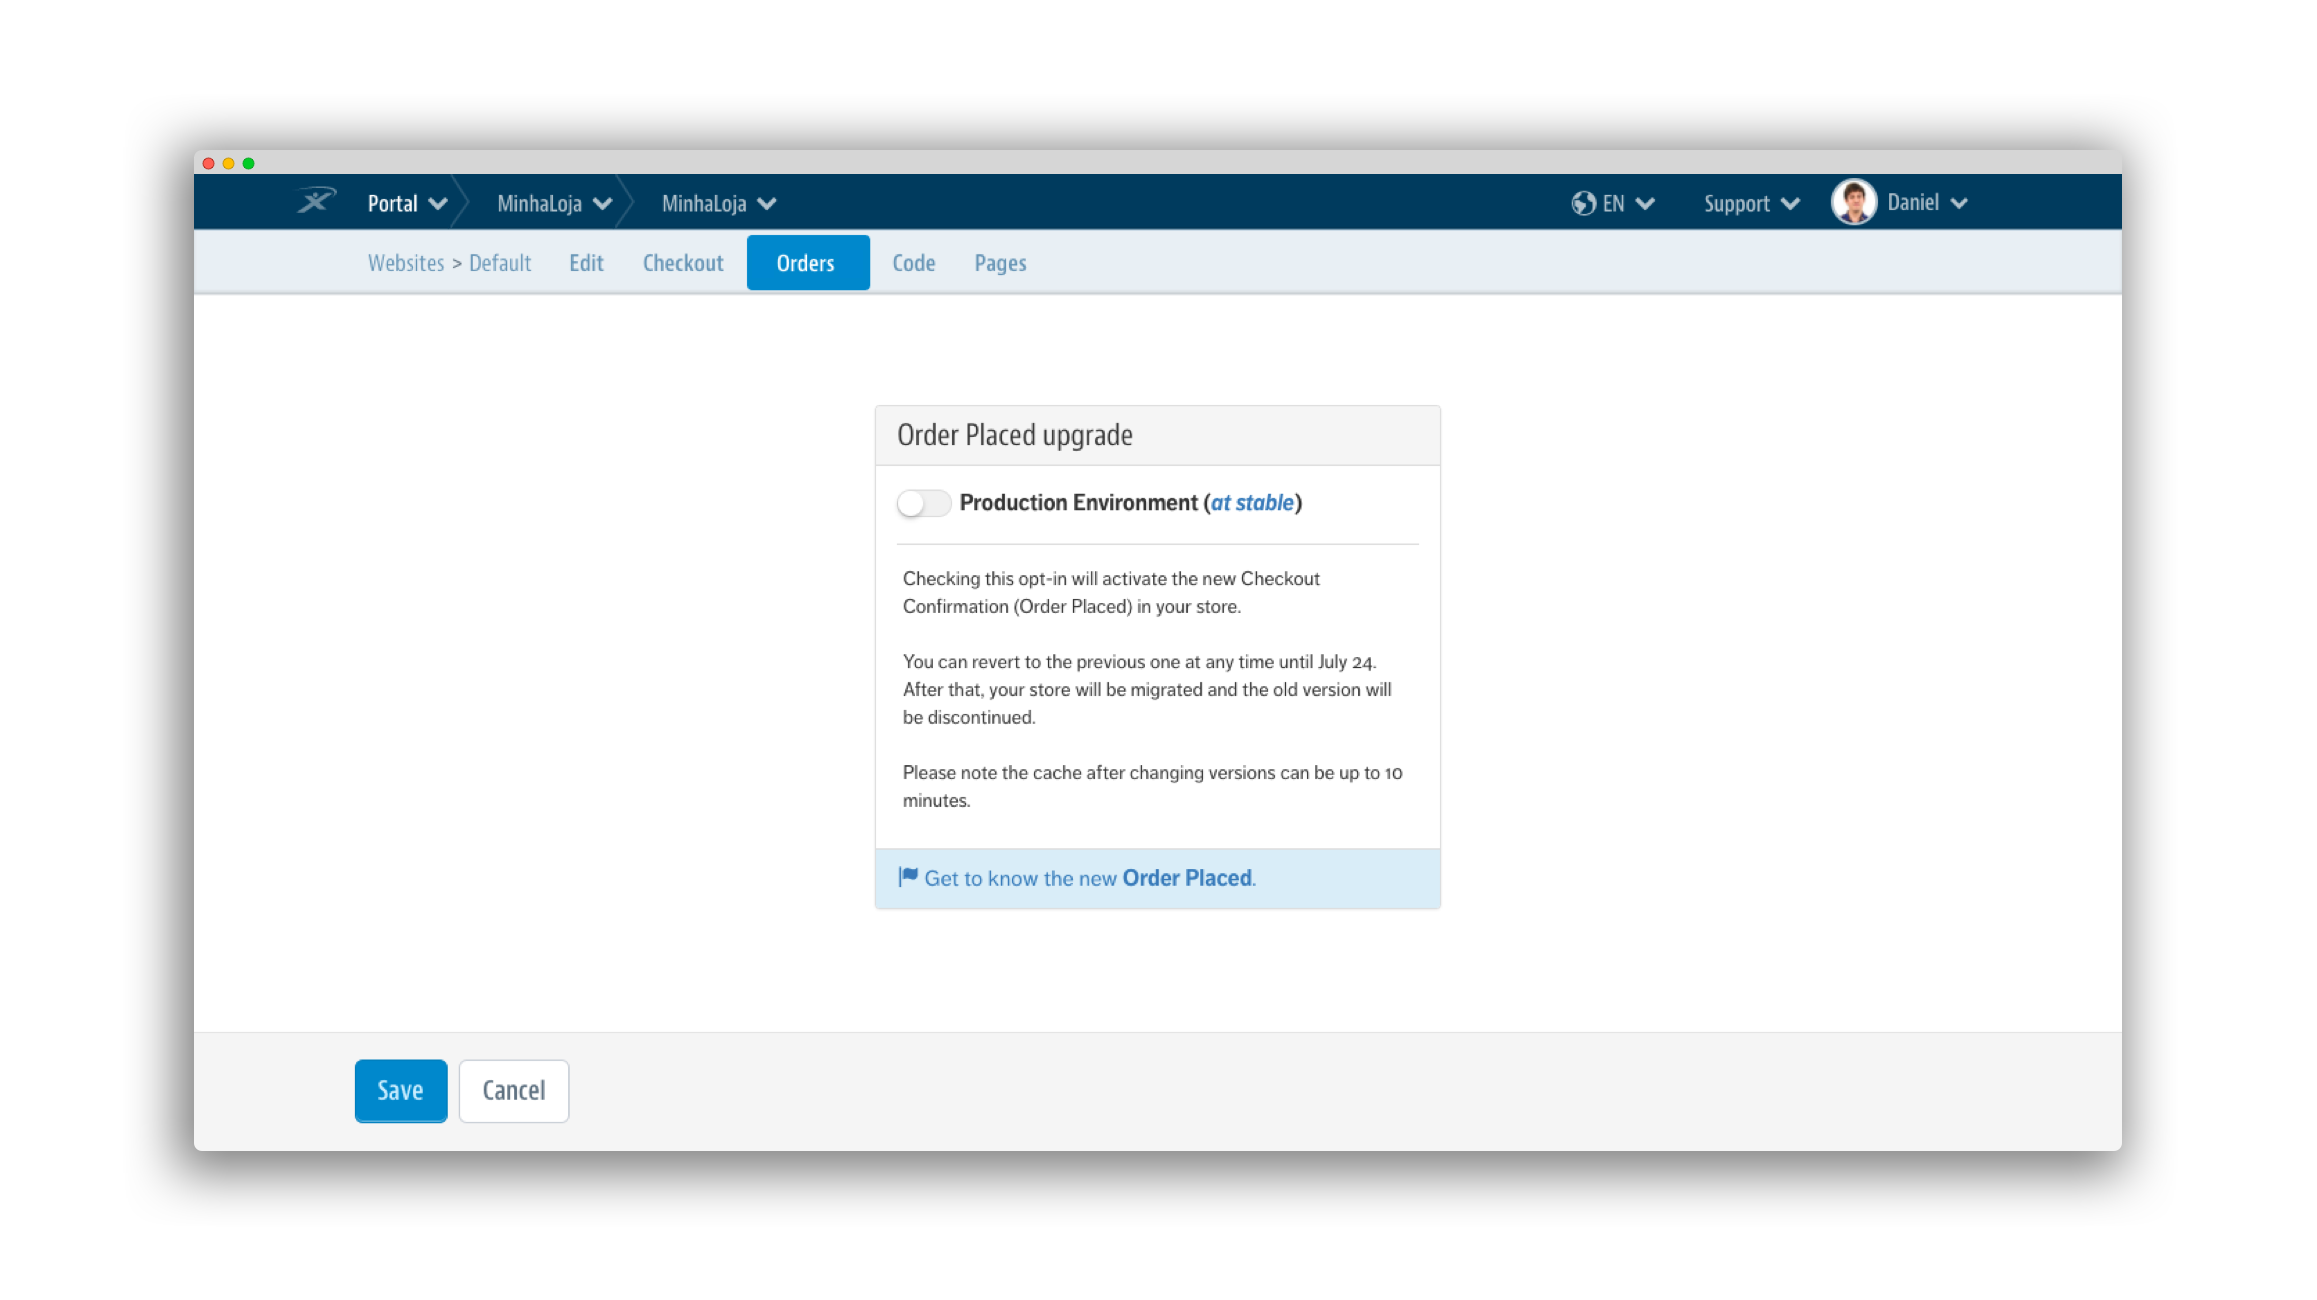 Portal MinhaLoja MinhaLoja EN Support Daniel
Websites > Default Edit Checkout Orders Code Pages
Order Placed upgrade
Production Environment (at stable)
Checking this opt-in will activate the new Checkout
Confirmation (Order Placed) in your store.
You can revert to the previous one at any time until July 24.
After that, your store will be migrated and the old version will
be discontinued.
Please note the cache after changing versions can be up to 10
minutes.
Get to know the new Order Placed.
Save Cancel